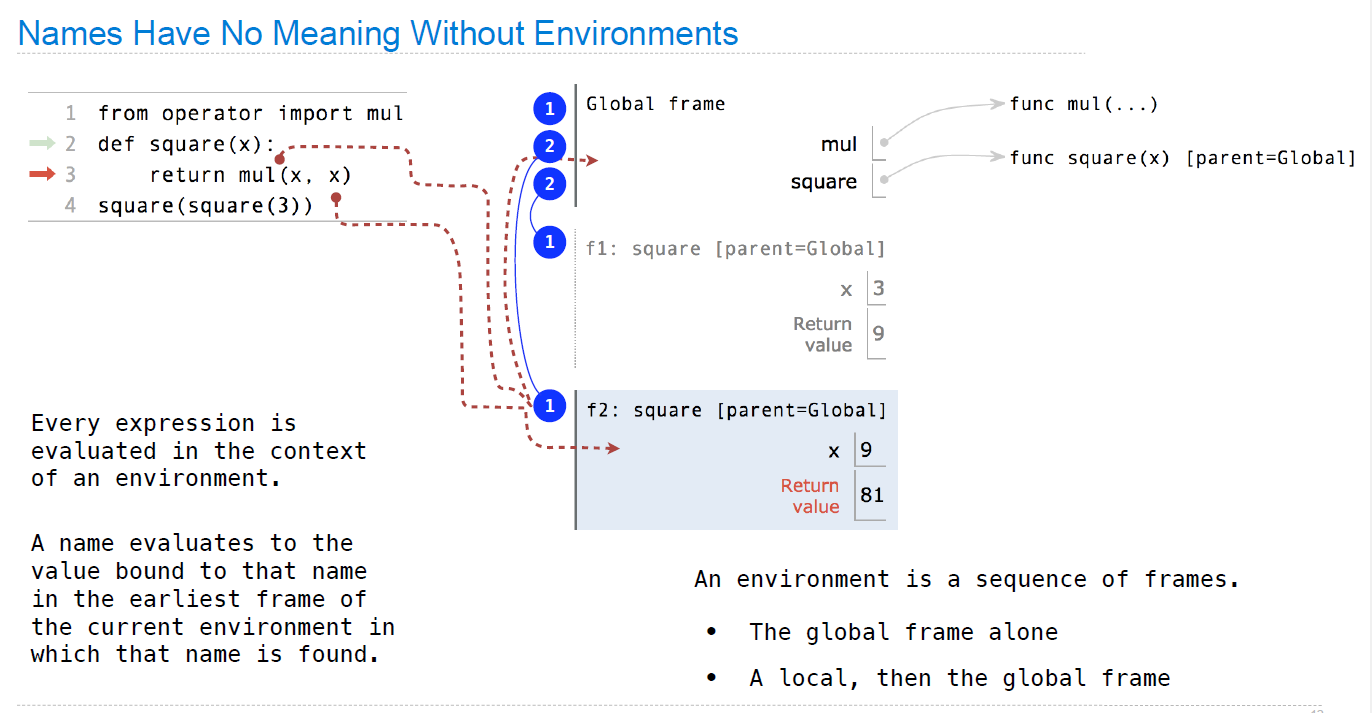 Names Have No Meaning Without Environments
1 from operator import mul
2 def square(x):
3 return mul(x, x)
4 square(square(3))
1 Global frame
2
2
mul
square
func mul(...)
func square(x) [parent=Global]
1 f1: square [parent=Global]
x 3
Return
value 9
1 f2: square [parent=Global]
x 9
Return
value 81
Every expression is
evaluated in the context
of an environment.
A name evaluates to the
value bound to that name
in the earliest frame of
the current environment in
which that name is found.
An environment is a sequence of frames.
• The global frame alone
• A local, then the global frame